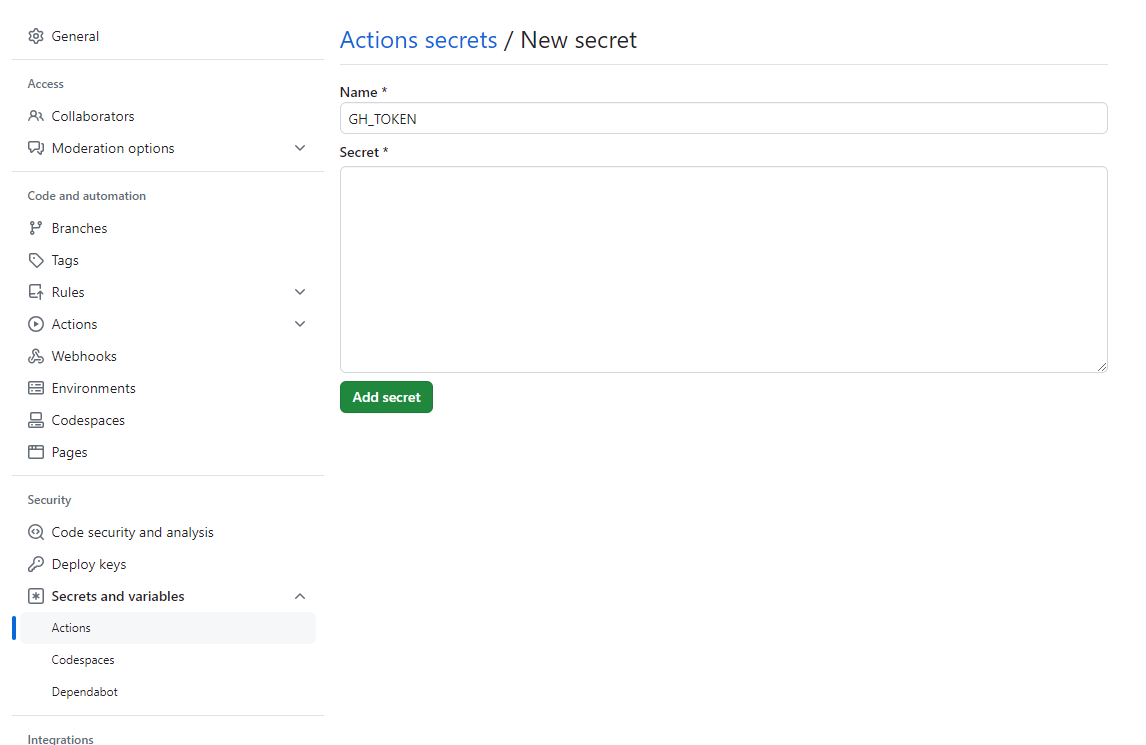 General
Access
Collaborators
Moderation options
Code and automation
Branches
Tags
Rules
Actions
Webhooks
Environments
Codespaces
Pages
Security
Code security and analysis
Deploy keys
Secrets and variables
Actions
Codespaces
Dependabot
Integrations
Actions secrets / New secret
Name *
GH_TOKEN
Secret *
Add secret